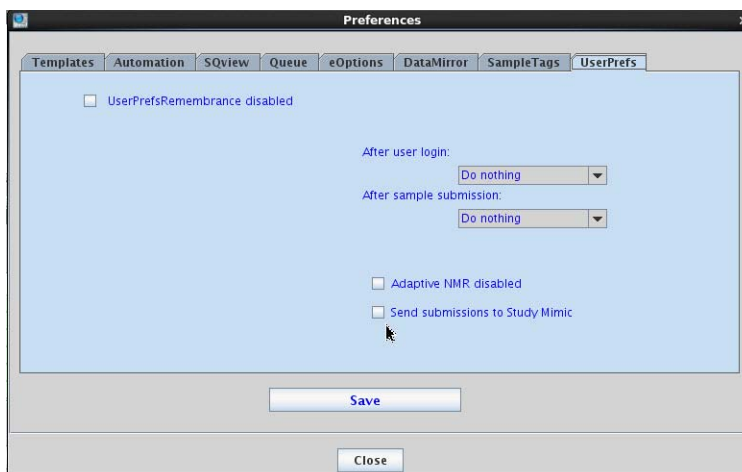 Preferences
Templates Automation SQview Queue eOptions DataMirror SampleTags UserPrefs
UserPrefsRemembrance disabled
After user login:
Do nothing
After sample submission:
Do nothing
Adaptive NMR disabled
Send submissions to Study Mimic
Save
Close